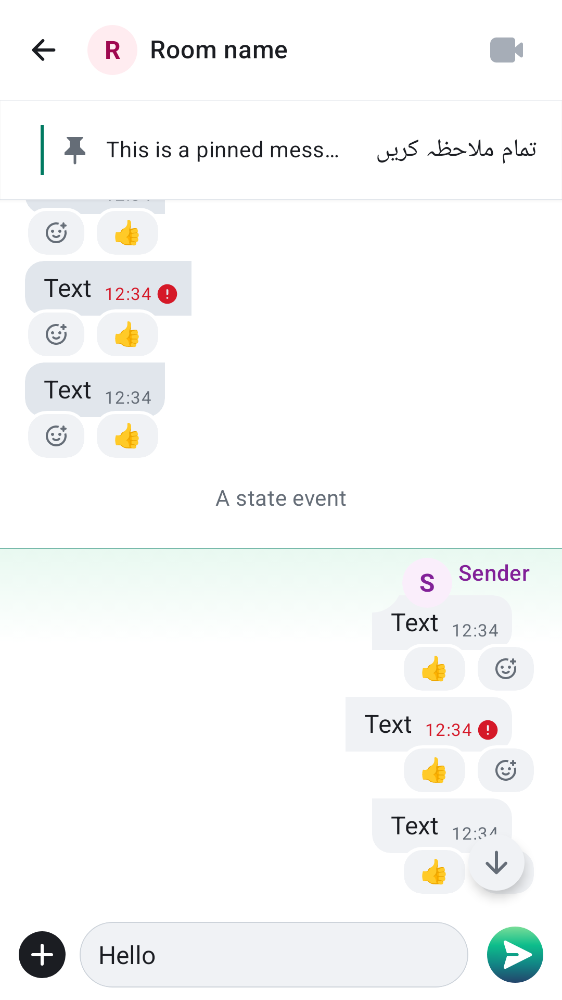 R Room name
This is a pinned mess... تمام ملاحظہ کریں
Text 12:34
Text 12:34
A state event
S Sender
Text 12:34
Text 12:34
Text 12:34
Hello